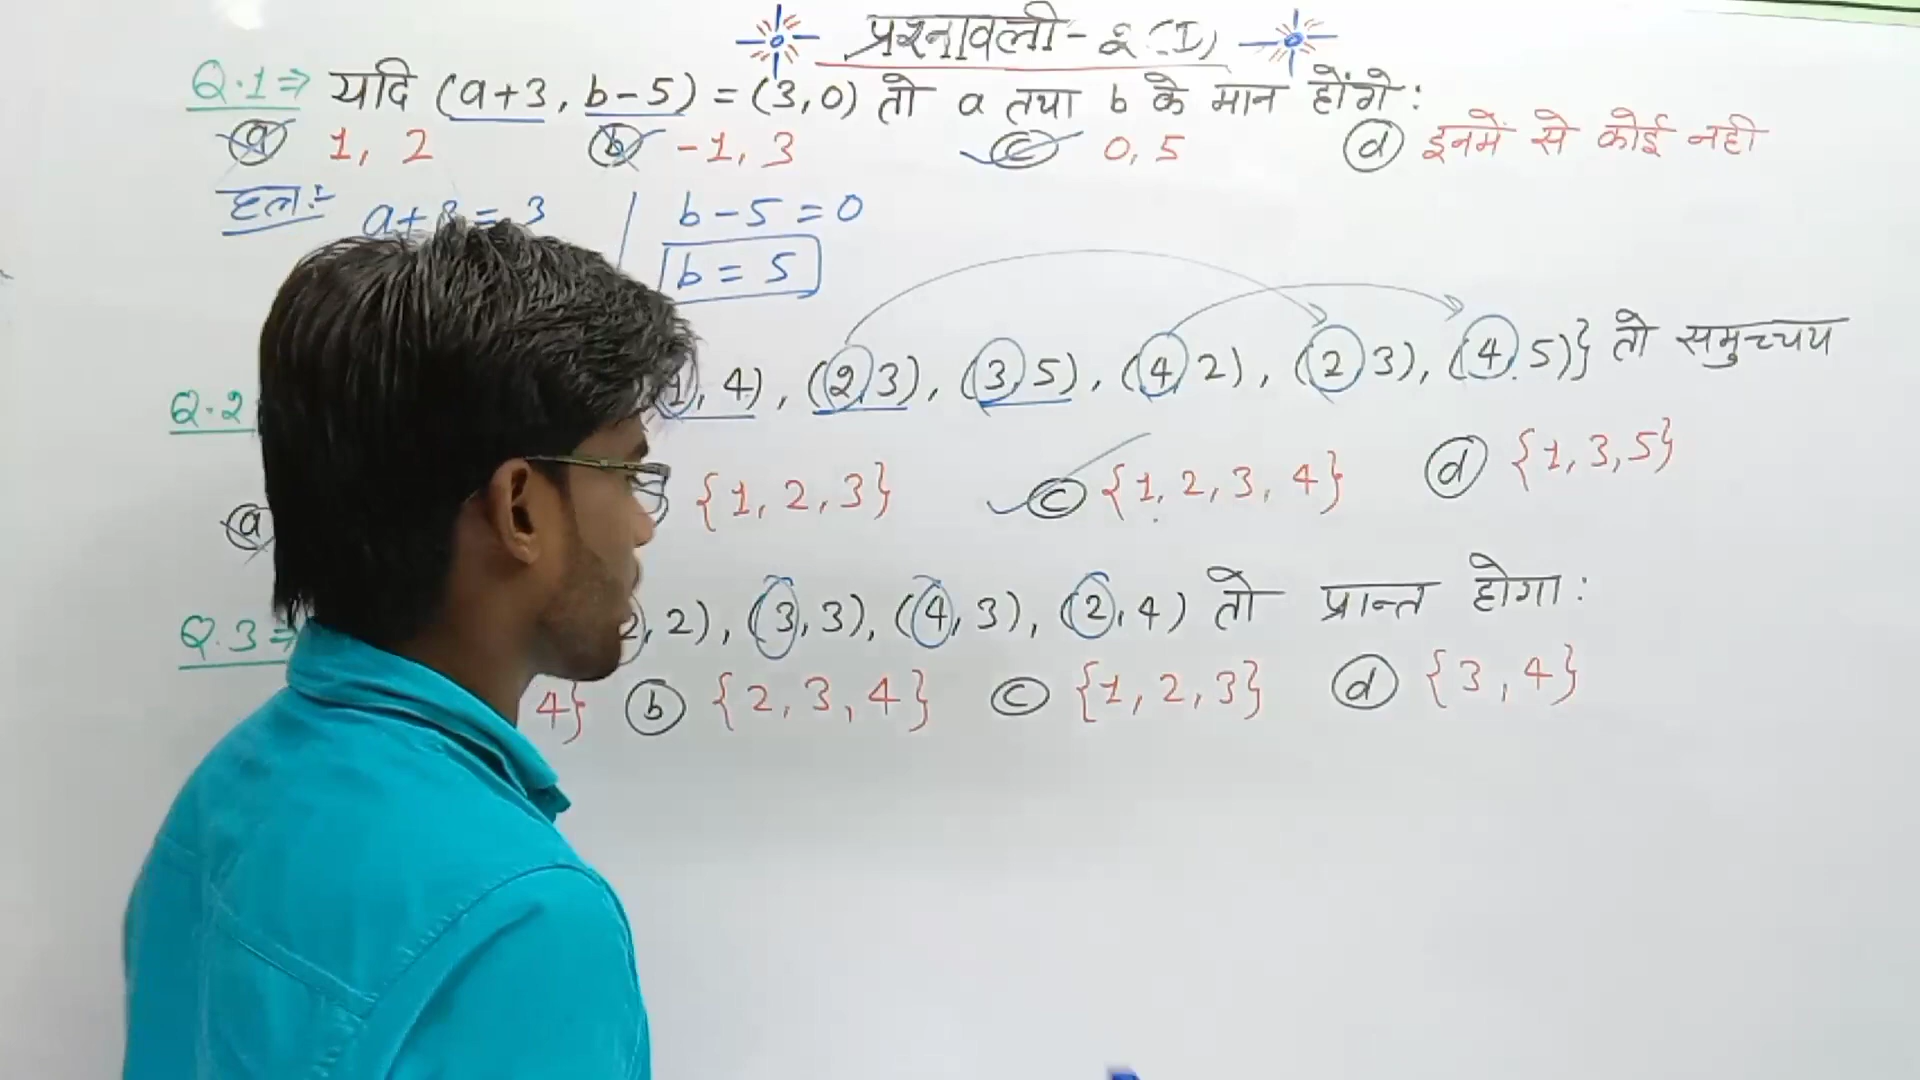 प्रश्नावली - 2 (I)
Q.1 ⇒ यदि (a+3, b-5) = (3,0) तो a तथा b के मान होंगे :
(a) 1, 2 (b) -1, 3 (c) 0, 5 (d) इनमें से कोई नही
हल:- a+3 = 3 | b-5 = 0
b = 5
Q.2 1, 4), (2,3), (3,5), (4,2), (2,3), (4,5)} तो समुच्चय
(a) {1, 2, 3} (c) {1, 2, 3, 4} (d) {1, 3, 5}
Q.3 ⇒ 2, 2), (3, 3), (4, 3), (2, 4) तो प्रान्त होगा :
4} (b) {2, 3, 4} (c) {1, 2, 3} (d) {3, 4}